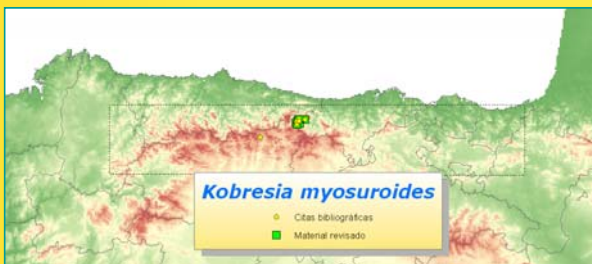 Kobresia myosuroides
Citas bibliográficas
Material revisado